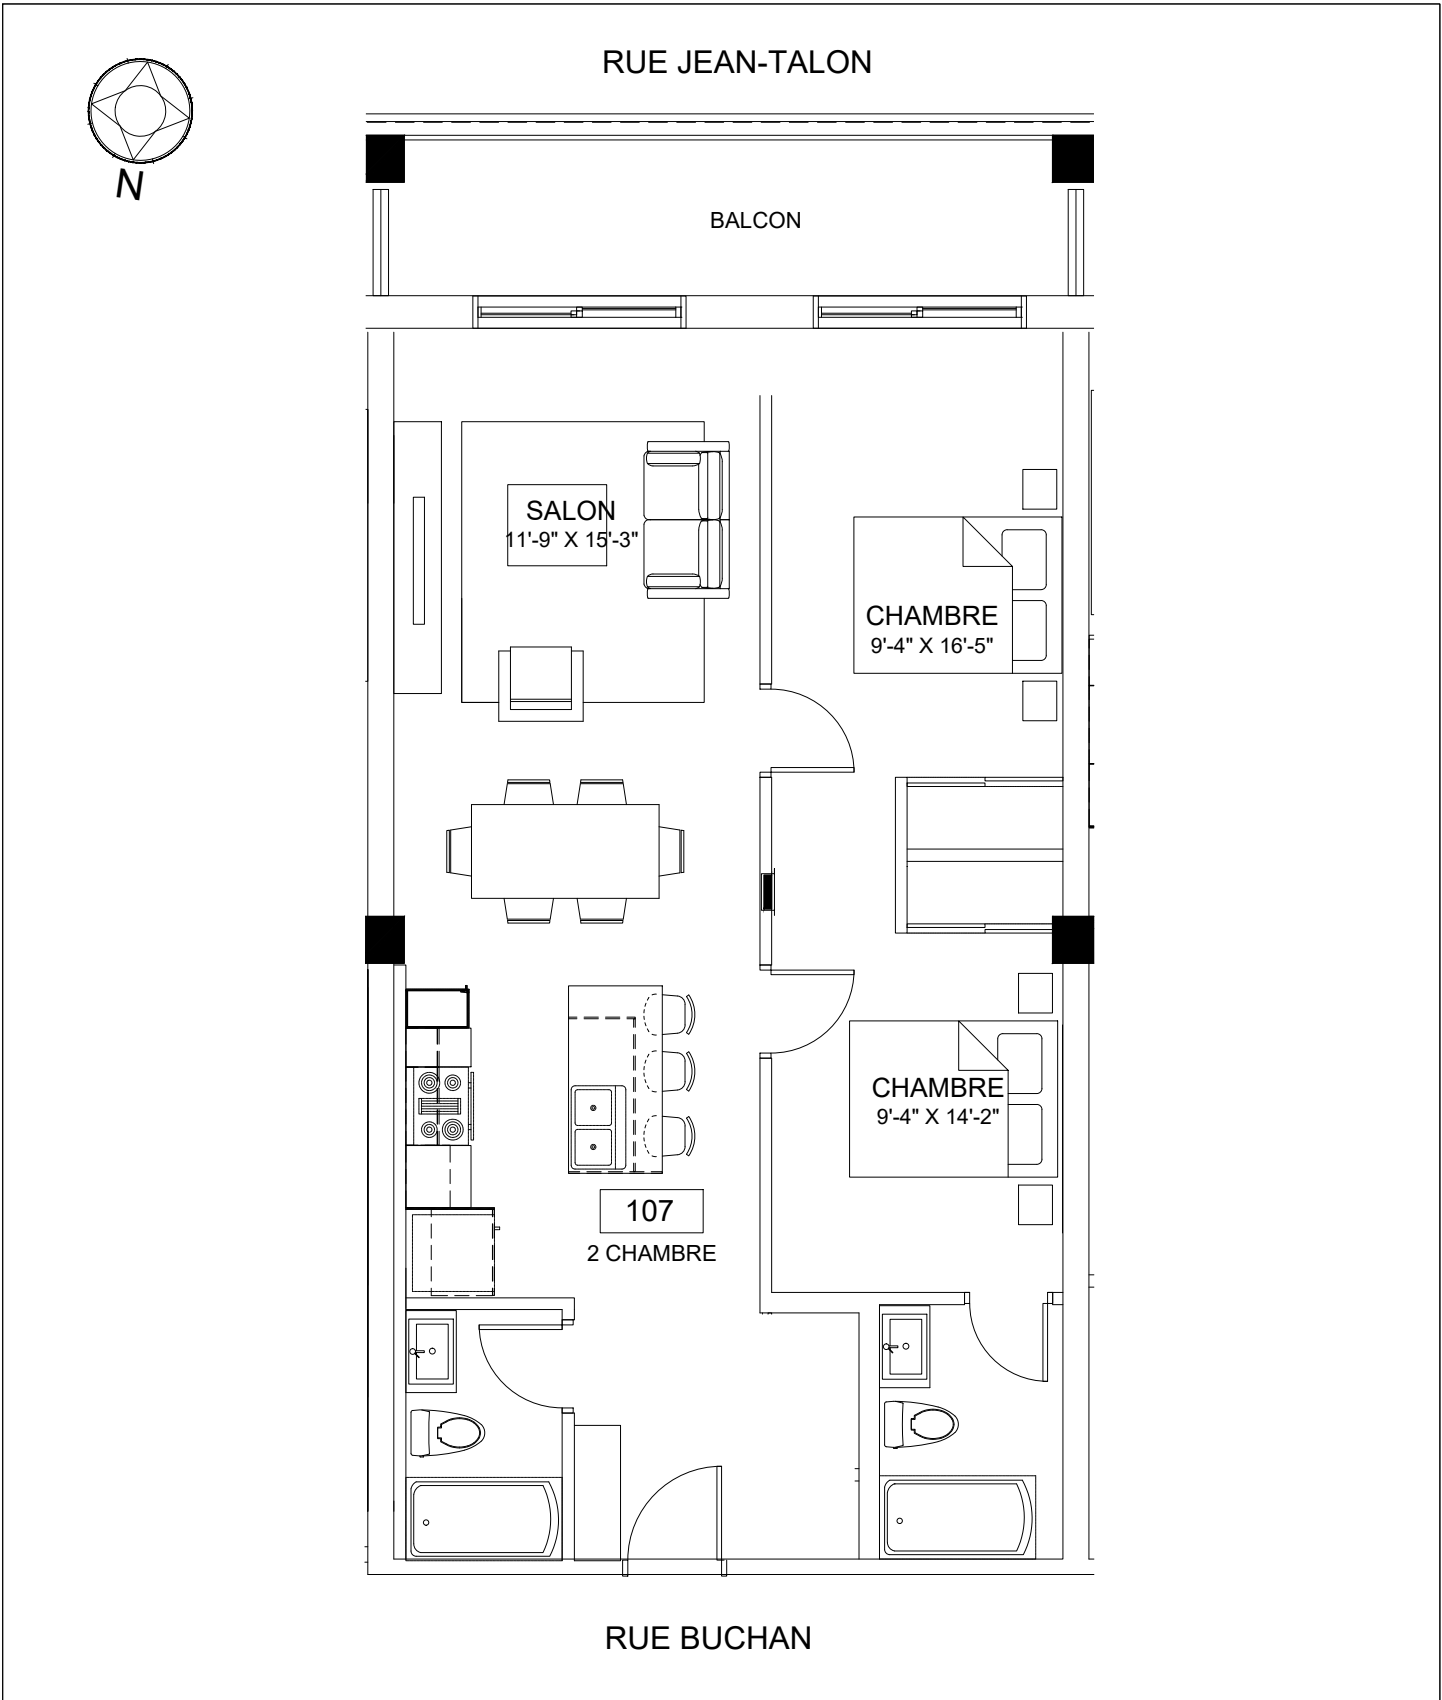 RUE JEAN-TALON
N
BALCON
SALON
11'-9" X 15'-3"
CHAMBRE
9'-4" X 16'-5"
CHAMBRE
9'-4" X 14'-2"
107
2 CHAMBRE
RUE BUCHAN